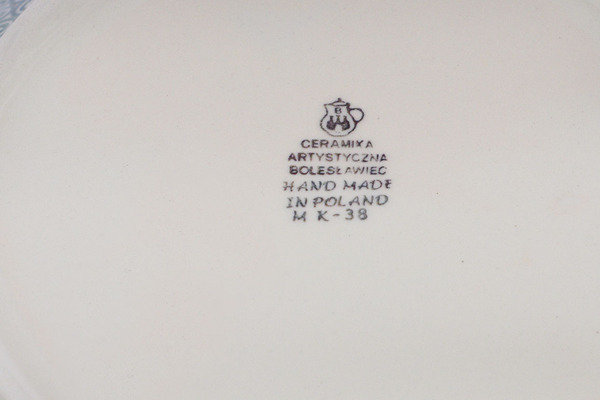 B
CERAMIKA
ARTYSTYCZNA
BOLESŁAWIEC
HAND MADE
IN POLAND
M K-38